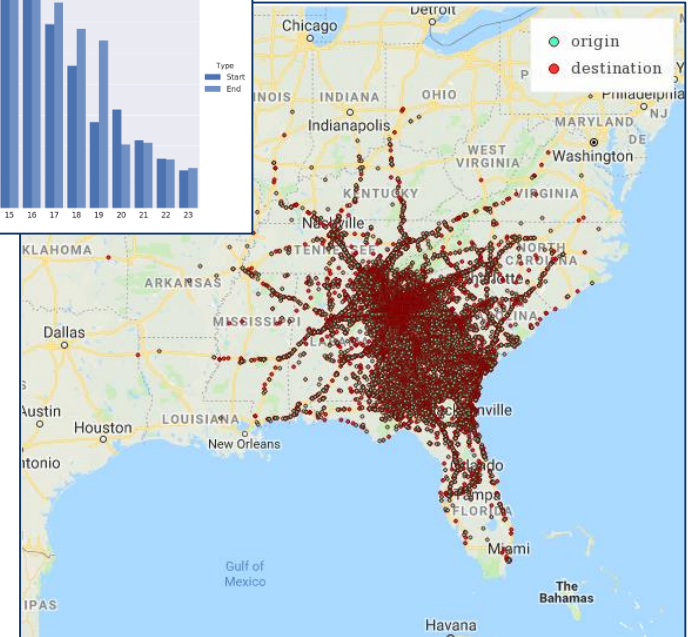 Type
Start
End
15 16 17 18 19 20 21 22 23
origin
destination
Detroit
Chicago
OHIO
INDIANA
Indianapolis
Philadelphia
NJ
MARYLAND
DE
Washington
WEST
VIRGINIA
KENTUCKY
VIRGINIA
Nashville
TENNESSEE
NORTH
CAROLINA
Charlotte
KLAHOMA
ARKANSAS
MISSISSIPPI
Dallas
LOUISIANA
Houston
New Orleans
Orlando
Tampa
FLORIDA
Miami
Gulf of
Mexico
The
Bahamas
Havana
IPAS